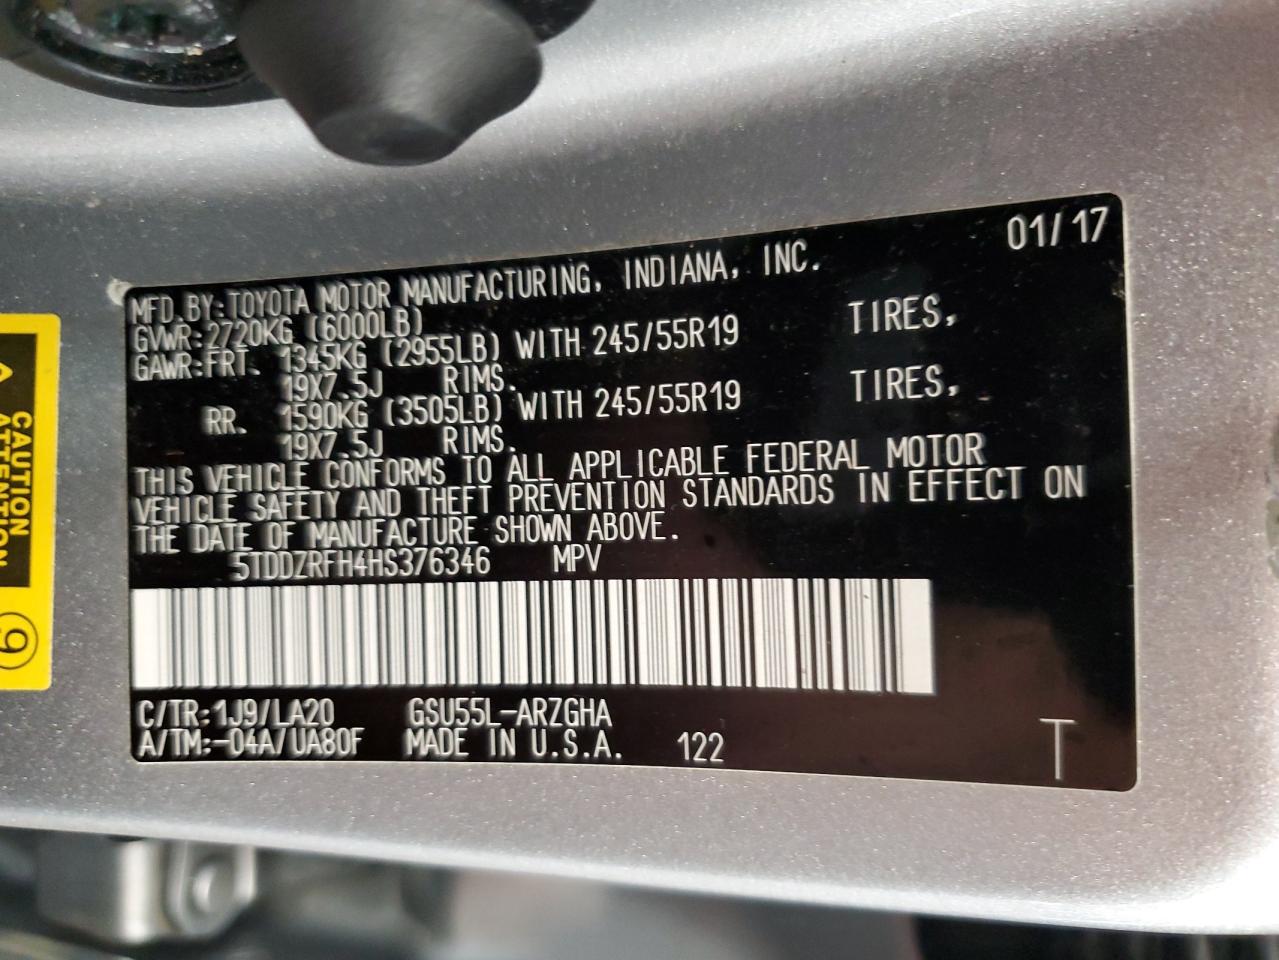 01/17
MFD.BY:TOYOTA MOTOR MANUFACTURING, INDIANA, INC.
GVWR:2720KG (6000LB)
GAWR:FRT. 1345KG (2955LB) WITH 245/55R19 TIRES,
19X7.5J RIMS.
RR. 1590KG (3505LB) WITH 245/55R19 TIRES,
19X7.5J RIMS.
THIS VEHICLE CONFORMS TO ALL APPLICABLE FEDERAL MOTOR
VEHICLE SAFETY AND THEFT PREVENTION STANDARDS IN EFFECT ON
THE DATE OF MANUFACTURE SHOWN ABOVE.
5TDDZRFH4HS376346 MPV
C/TR:1J9/LA20 GSU55L-ARZGHA
A/TM:-04A/UA80F MADE IN U.S.A. 122
T
CAUTION
ATTENTION
9